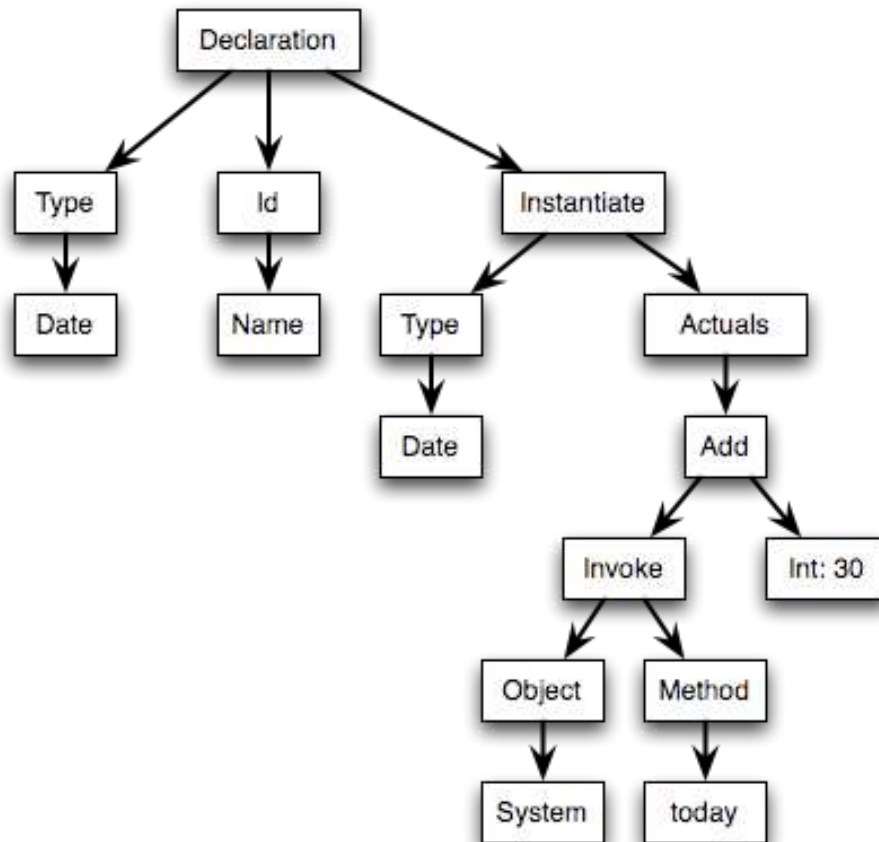 Declaration
Type
Id
Instantiate
Date
Name
Type
Actuals
Date
Add
Invoke
Int: 30
Object
Method
System
today